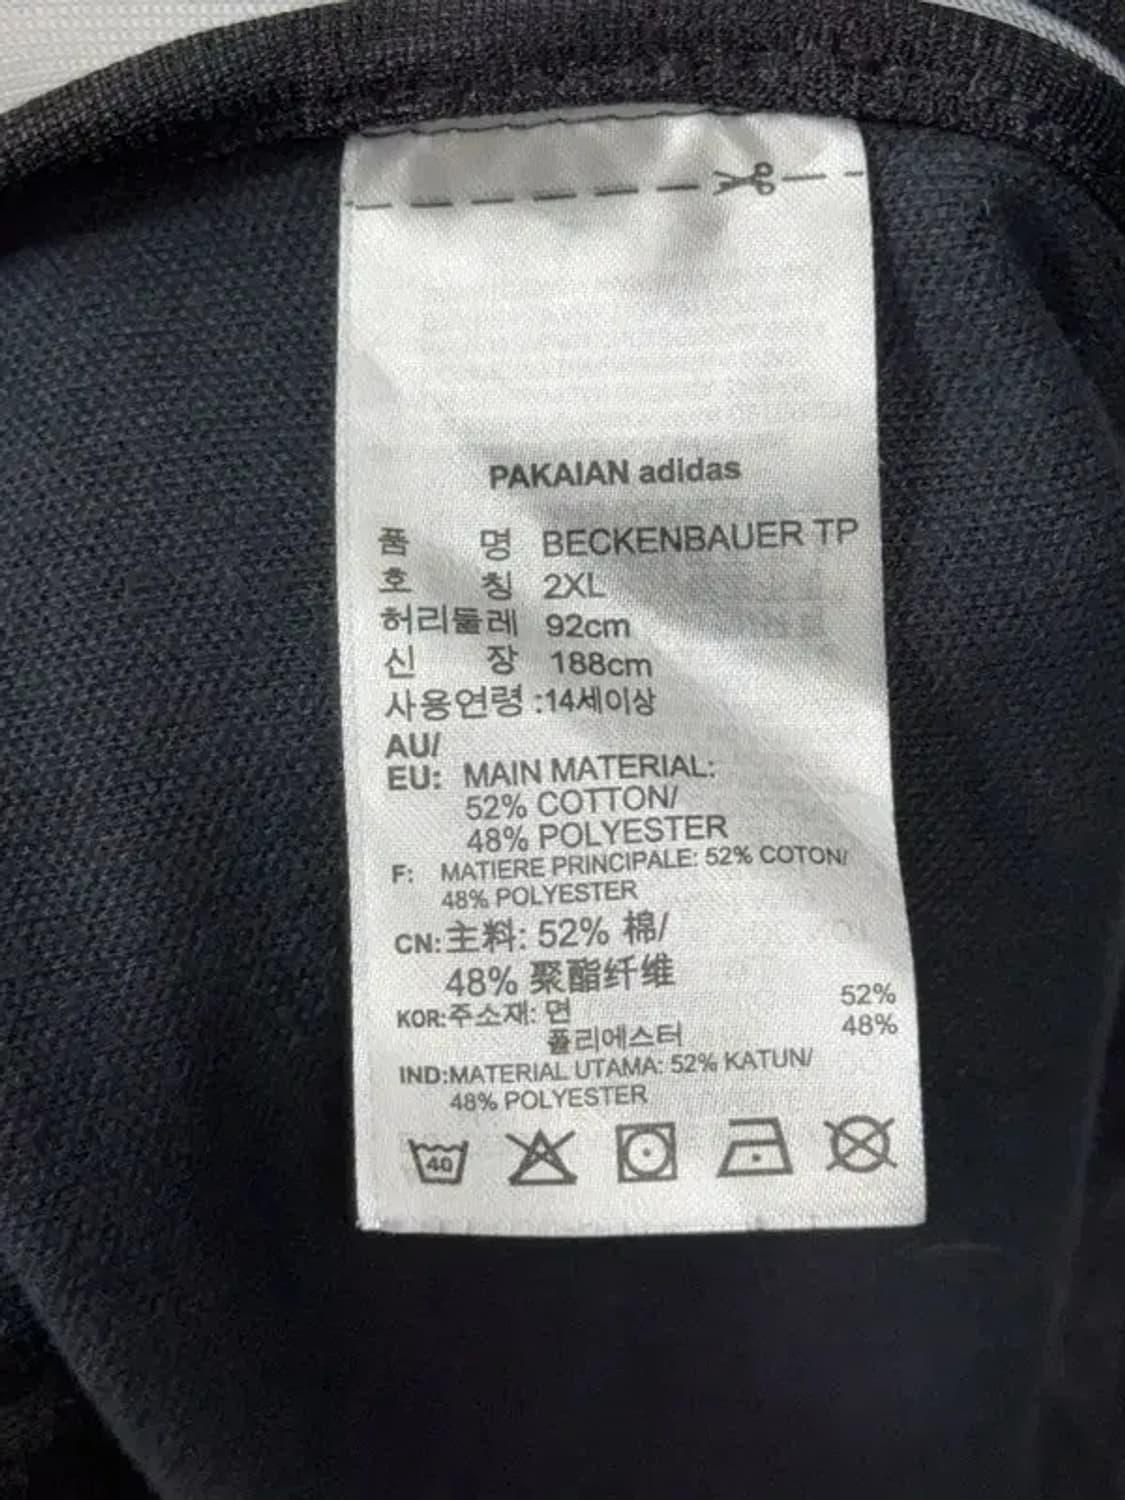 PAKAIAN adidas
품 명 BECKENBAUER TP
호 칭 2XL
허리둘레 92cm
신 장 188cm
사용연령 :14세이상
AU/
EU: MAIN MATERIAL:
52% COTTON/
48% POLYESTER
F: MATIERE PRINCIPALE: 52% COTON/
48% POLYESTER
CN:主料: 52% 棉/
48% 聚酯纤维
KOR:주소재: 면 52%
폴리에스터 48%
IND:MATERIAL UTAMA: 52% KATUN/
48% POLYESTER
40